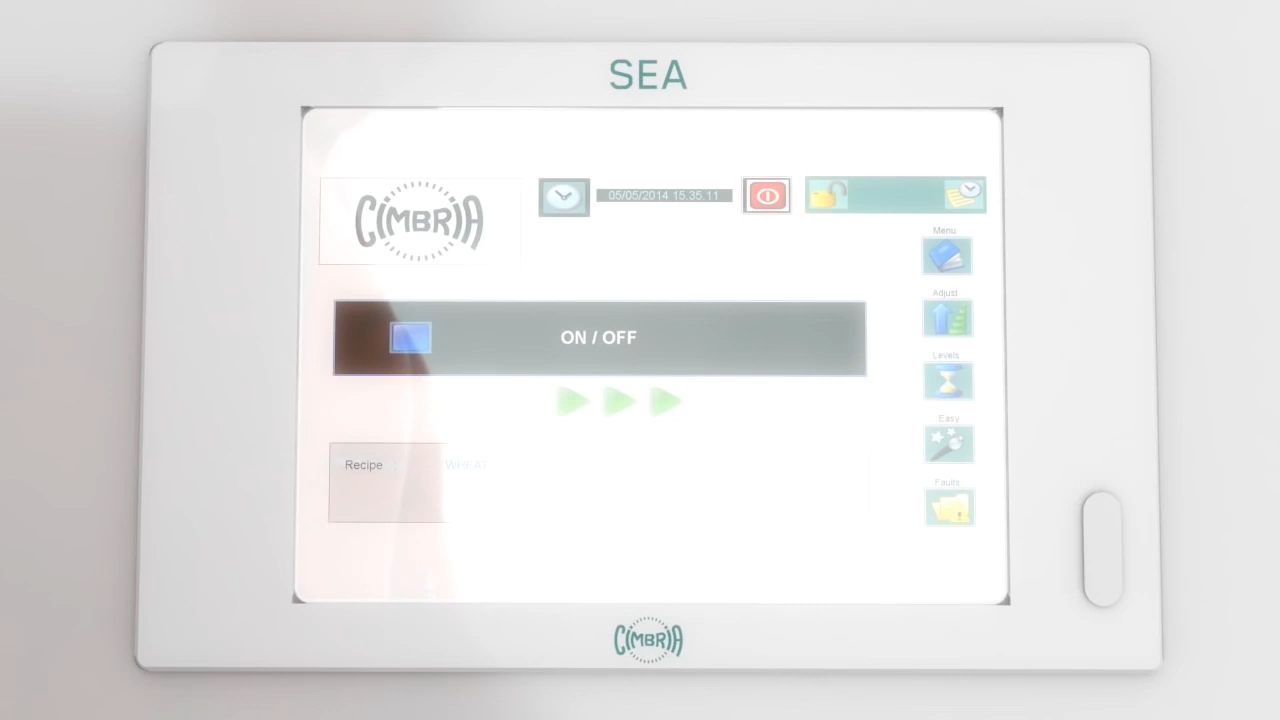 SEA
CIMBRIA
05/05/2014 15.35.11
Menu
Adjust
ON / OFF
Levels
Easy
Recipe WHEAT
Faults
CIMBRIA